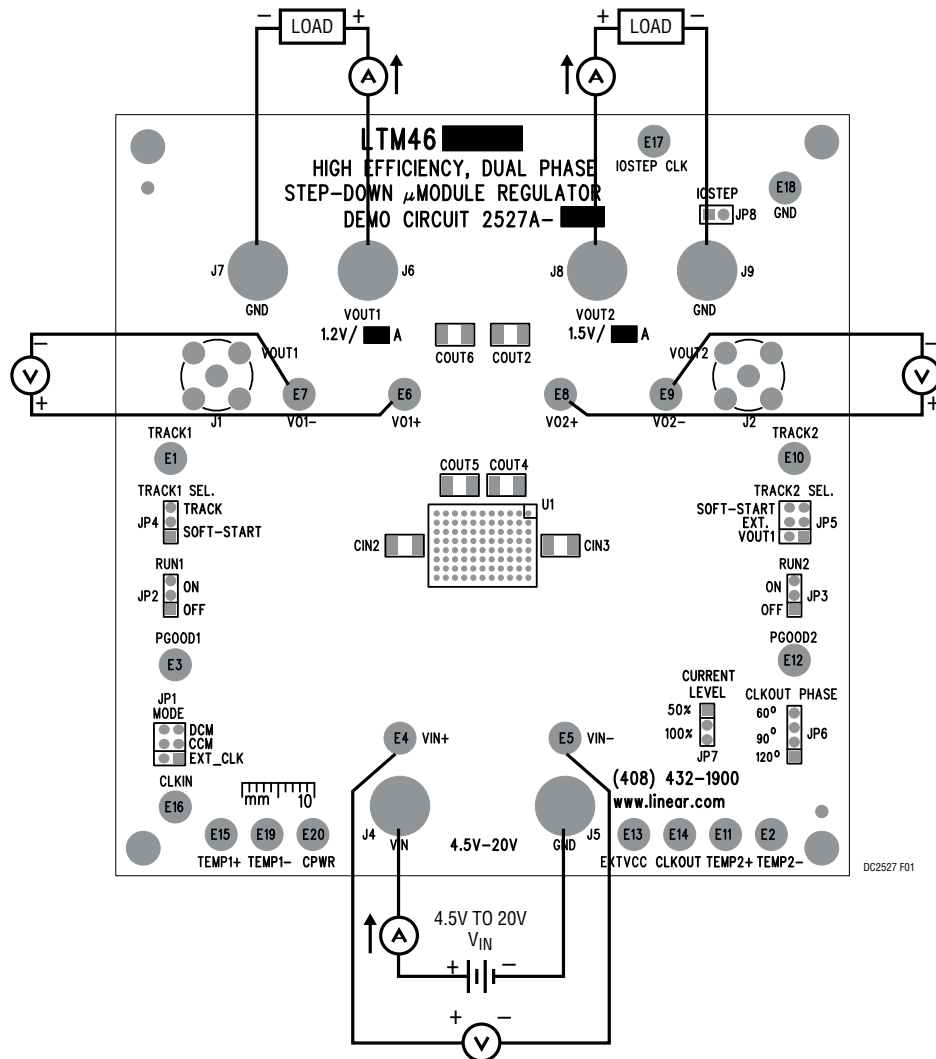 − LOAD +
+ LOAD −
A
A
LTM46
HIGH EFFICIENCY, DUAL PHASE
STEP-DOWN µMODULE REGULATOR
DEMO CIRCUIT 2527A-
E17
IOSTEP CLK
E18
GND
IOSTEP
JP8
J7
GND
J6
VOUT1
1.2V/ A
J8
VOUT2
1.5V/ A
J9
GND
COUT6
COUT2
− V +
VOUT1
J1
E7
VO1-
E6
VO1+
E8
VO2+
E9
VO2-
VOUT2
J2
− V +
TRACK1
E1
TRACK1 SEL.
JP4
TRACK
SOFT-START
RUN1
JP2
ON
OFF
PGOOD1
E3
COUT5
COUT4
U1
CIN2
CIN3
TRACK2
E10
TRACK2 SEL.
SOFT-START
EXT.
VOUT1
JP5
RUN2
ON
OFF
JP3
PGOOD2
E12
JP1
MODE
DCM
CCM
EXT_CLK
CLKIN
E16
mm 10
E4 VIN+
E5 VIN-
CURRENT
LEVEL
50%
100%
JP7
CLKOUT PHASE
60º
90º
120º
JP6
(408) 432-1900
www.linear.com
J4
VIN
4.5V-20V
J5
GND
E15
TEMP1+
E19
TEMP1-
E20
CPWR
E13
EXTVCC
E14
CLKOUT
E11
TEMP2+
E2
TEMP2-
DC2527 F01
A
4.5V TO 20V
VIN
+ −
+ V −